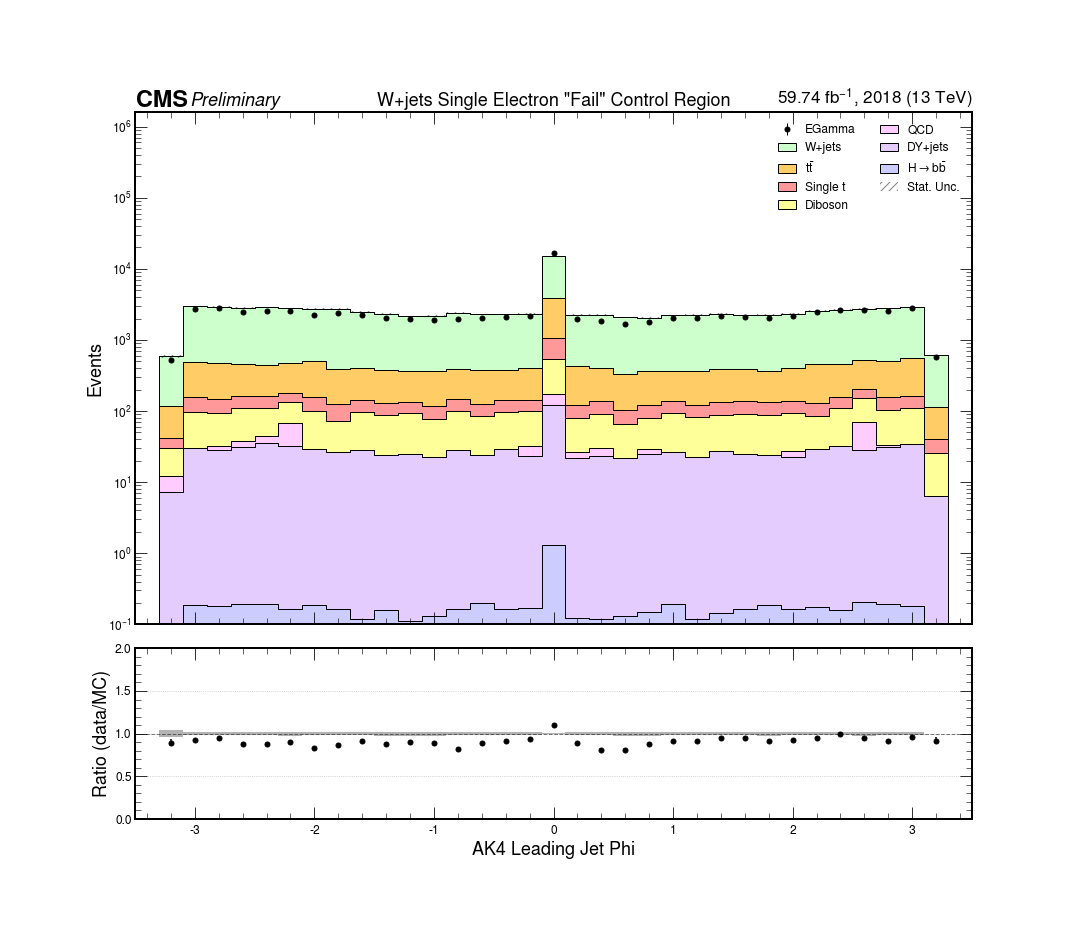 CMS Preliminary W+jets Single Electron "Fail" Control Region 59.74 fb⁻¹, 2018 (13 TeV)
EGamma
W+jets
tt̄
Single t
Diboson
QCD
DY+jets
H→bb̄
Stat. Unc.
Events
10⁶
10⁵
10⁴
10³
10²
10¹
10⁰
10⁻¹
Ratio (data/MC)
2.0
1.5
1.0
0.5
0.0
-3 -2 -1 0 1 2 3
AK4 Leading Jet Phi